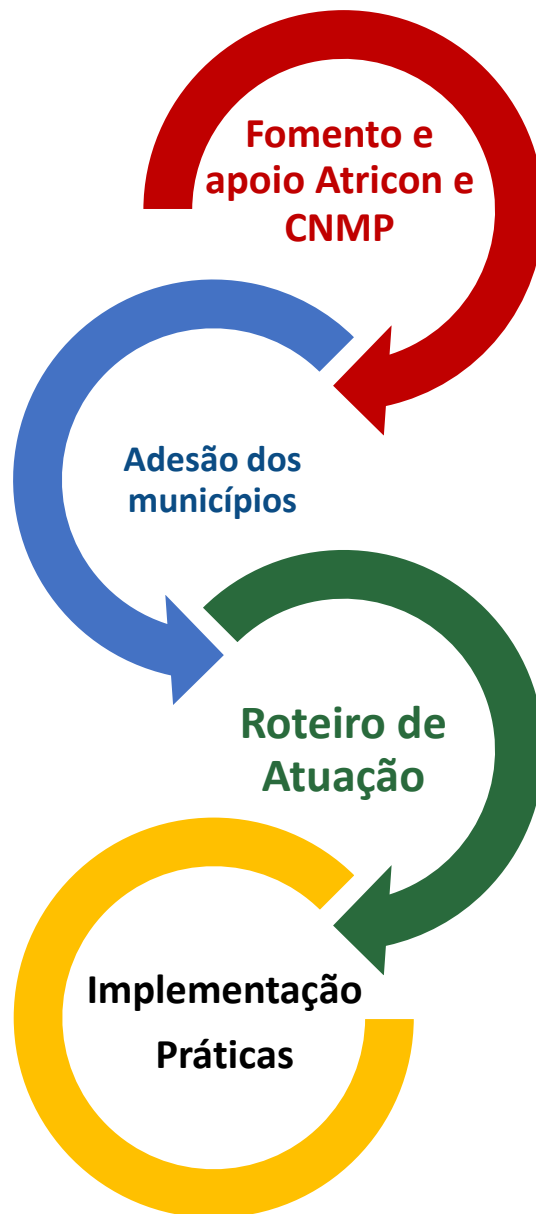 Fomento e
apoio Atricon e
CNMP
Adesão dos
municípios
Roteiro de
Atuação
Implementação
Práticas